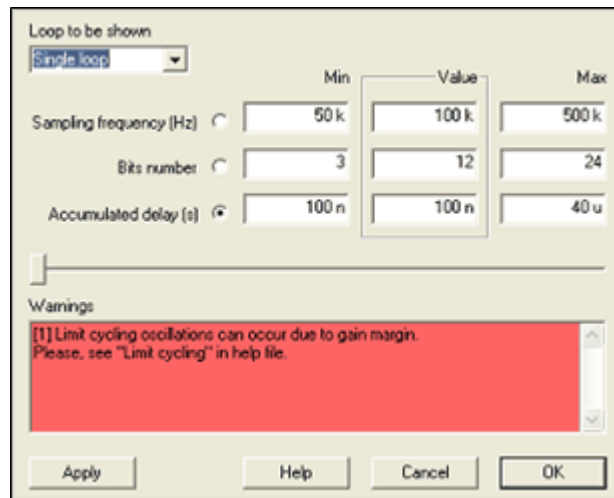 Loop to be shown
Single loop
Min Value Max
Sampling frequency (Hz) 50 k 100 k 500 k
Bits number 3 12 24
Accumulated delay (s) 100 n 100 n 40 u
Warnings
[1] Limit cycling oscillations can occur due to gain margin.
Please, see "Limit cycling" in help file.
Apply Help Cancel OK